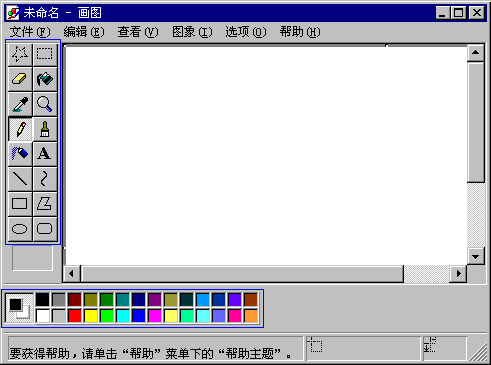 未命名 - 画图
文件(F) 编辑(E) 查看(V) 图象(I) 选项(O) 帮助(H)
A
要获得帮助，请单击“帮助”菜单下的“帮助主题”。